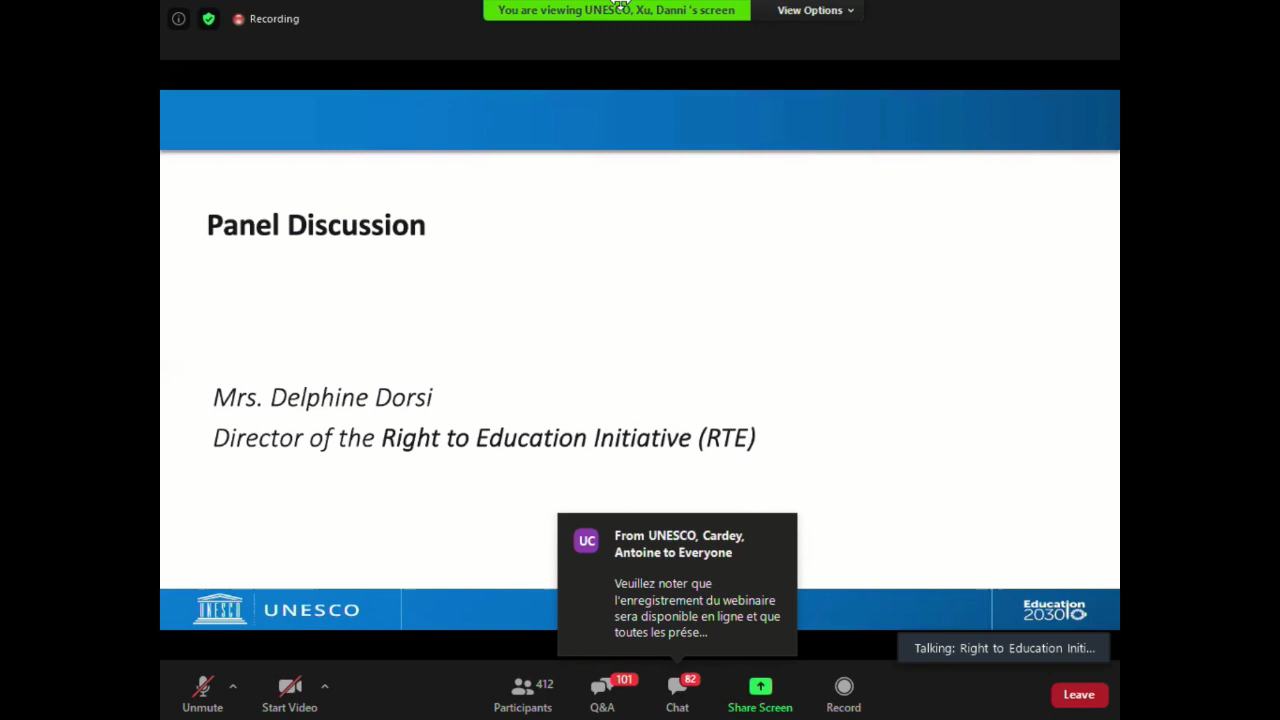 Recording
You are viewing UNESCO, Xu, Danni 's screen
View Options
Panel Discussion
Mrs. Delphine Dorsi
Director of the Right to Education Initiative (RTE)
UC
From UNESCO, Cardey,
Antoine to Everyone
Veuillez noter que
l'enregistrement du webinaire
sera disponible en ligne et que
toutes les prése...
UNESCO
UNESCO
Education
2030
Talking: Right to Education Initi...
Unmute
Start Video
412
Participants
101
Q&A
82
Chat
Share Screen
Record
Leave